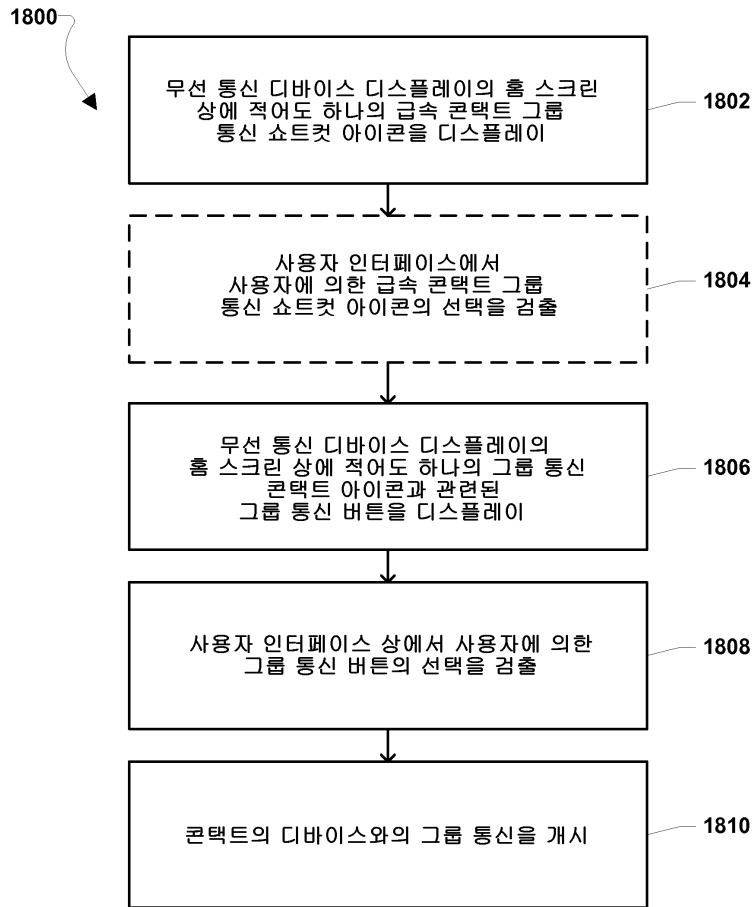 1800
무선 통신 디바이스 디스플레이의 홈 스크린
상에 적어도 하나의 급속 콘택트 그룹
통신 쇼트컷 아이콘을 디스플레이
1802
사용자 인터페이스에서
사용자에 의한 급속 콘택트 그룹
통신 쇼트컷 아이콘의 선택을 검출
1804
무선 통신 디바이스 디스플레이의
홈 스크린 상에 적어도 하나의 그룹 통신
콘택트 아이콘과 관련된
그룹 통신 버튼을 디스플레이
1806
사용자 인터페이스 상에서 사용자에 의한
그룹 통신 버튼의 선택을 검출
1808
콘택트의 디바이스와의 그룹 통신을 개시
1810